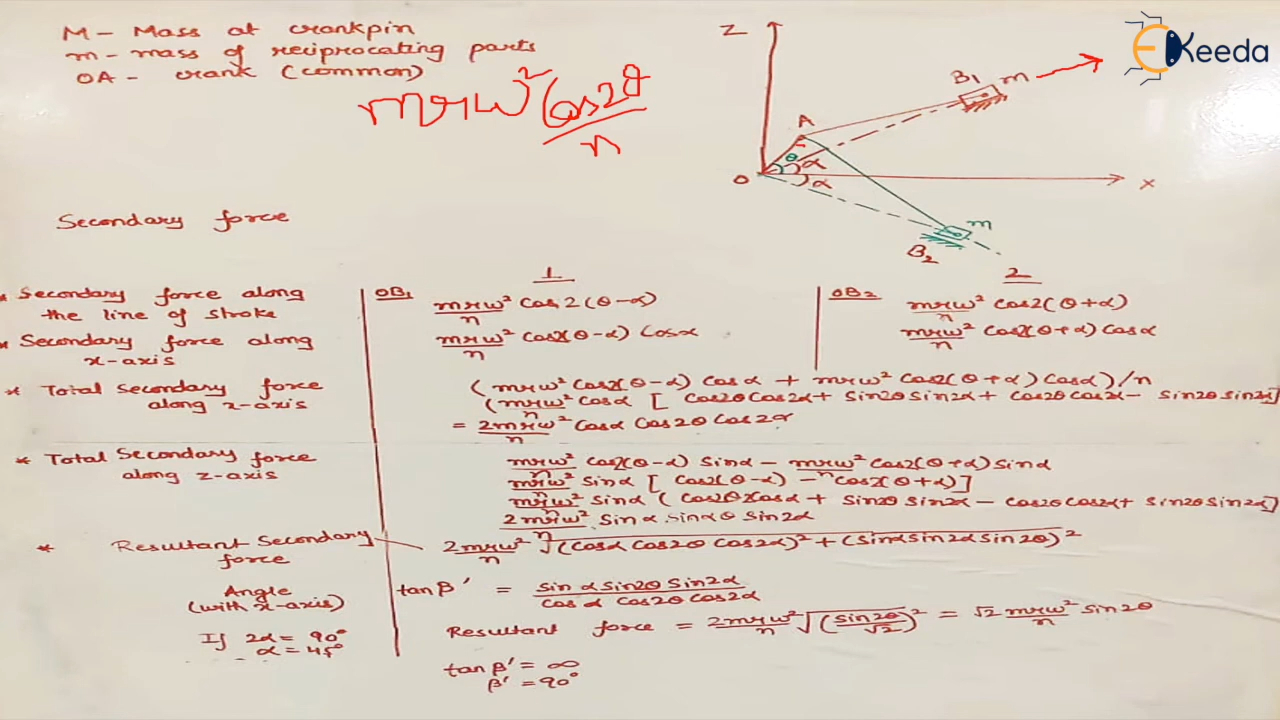 M - Mass at crankpin
m - mass of reciprocating parts
OA - crank (common)
mrω² cos2θ/n
Z
A
B₁ m
θ
α
α
O
X
m
B₂
EKeeda
Secondary force
1
2
* Secondary force along the line of stroke
OB₁
mrω²/n cos 2(θ-α)
OB₂
mrω²/n cos2(θ+α)
* Secondary force along x-axis
mrω²/n cos2(θ-α) cosα
mrω²/n cos2(θ+α) cosα
* Total Secondary force along x-axis
(mrω² cos2(θ-α) cosα + mrω² cos2(θ+α) cosα)/n
(mrω²/n cosα [ cos2θ cos2α + sin2θ sin2α + cos2θ cos2α - sin2θ sin2α]
= 2mrω²/n cosα cos2θ cos2α
* Total Secondary force along z-axis
mrω²/n cos2(θ-α) sinα - mrω²/n cos2(θ+α) sinα
mrω²/n sinα [ cos2(θ-α) - cos2(θ+α)]
mrω²/n sinα ( cos2θ cos2α + sin2θ sin2α - cos2θ cos2α + sin2θ sin2α]
2mrω²/n sinα sin2θ sin2α
* Resultant Secondary force
2mrω²/n √(cosα cos2θ cos2α)² + (sinα sin2α sin2θ)²
Angle (with x-axis)
tan β' = sin α sin2θ sin2α / cos α cos2θ cos2α
If 2α = 90°
α = 45°
Resultant force = 2mrω²/n √(sin2θ/√2)² = √2 mrω²/n sin2θ
tan β' = ∞
β' = 90°